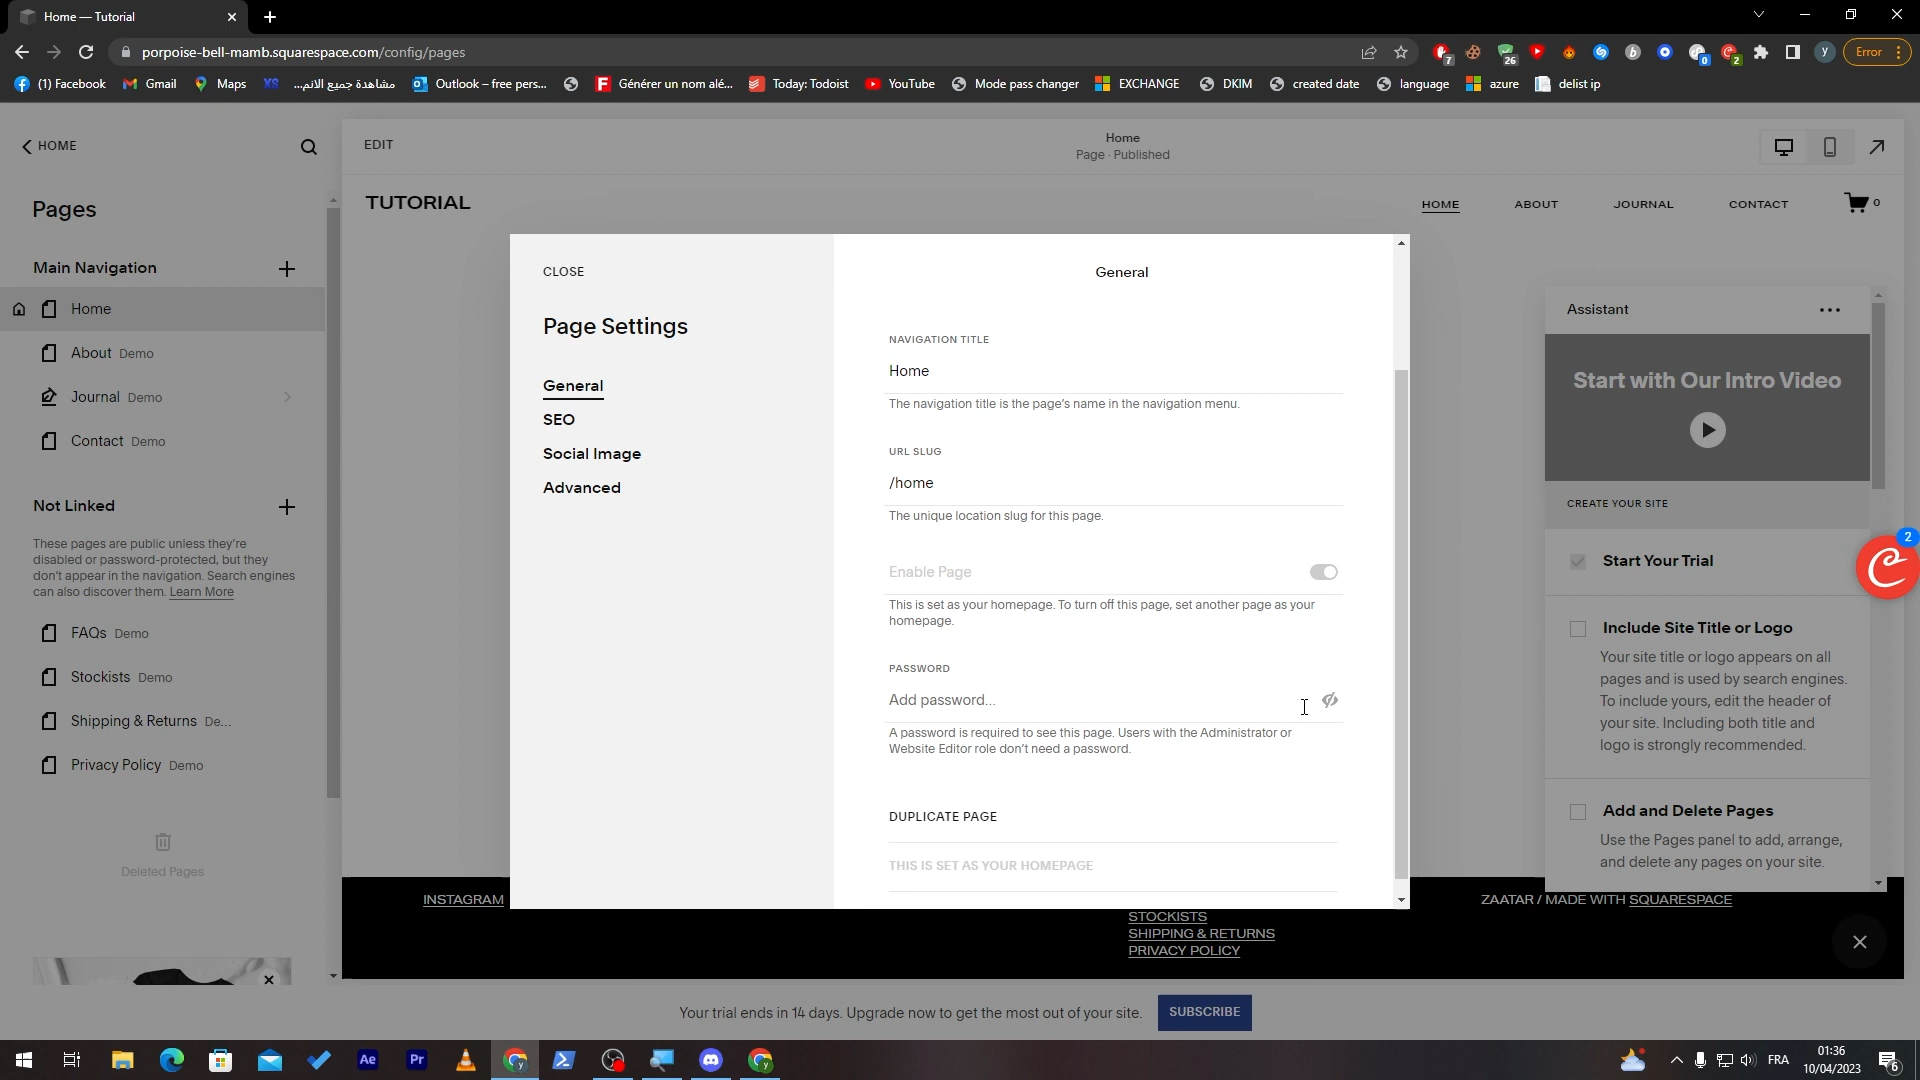 Home — Tutorial
porpoise-bell-mamb.squarespace.com/config/pages
7
26
0
2
y
Error
(1) Facebook
Gmail
Maps
XS
مشاهدة جميع الانم...
Outlook – free pers...
Générer un nom alé...
Today: Todoist
YouTube
Mode pass changer
EXCHANGE
DKIM
created date
language
azure
delist ip
HOME
EDIT
Home
Page · Published
Pages
TUTORIAL
HOME
ABOUT
JOURNAL
CONTACT
0
Main Navigation
Home
About Demo
Journal Demo
Contact Demo
Not Linked
These pages are public unless they're
disabled or password-protected, but they
don't appear in the navigation. Search engines
can also discover them. Learn More
FAQs Demo
Stockists Demo
Shipping & Returns De...
Privacy Policy Demo
Deleted Pages
CLOSE
Page Settings
General
SEO
Social Image
Advanced
General
NAVIGATION TITLE
Home
The navigation title is the page's name in the navigation menu.
URL SLUG
/home
The unique location slug for this page.
Enable Page
This is set as your homepage. To turn off this page, set another page as your
homepage.
PASSWORD
Add password...
A password is required to see this page. Users with the Administrator or
Website Editor role don't need a password.
DUPLICATE PAGE
THIS IS SET AS YOUR HOMEPAGE
Assistant
Start with Our Intro Video
CREATE YOUR SITE
Start Your Trial
2
Include Site Title or Logo
Your site title or logo appears on all
pages and is used by search engines.
To include yours, edit the header of
your site. Including both title and
logo is strongly recommended.
Add and Delete Pages
Use the Pages panel to add, arrange,
and delete any pages on your site.
INSTAGRAM
STOCKISTS
SHIPPING & RETURNS
PRIVACY POLICY
ZAATAR / MADE WITH SQUARESPACE
Your trial ends in 14 days. Upgrade now to get the most out of your site.
SUBSCRIBE
Ae
Pr
FRA
01:36
10/04/2023
6